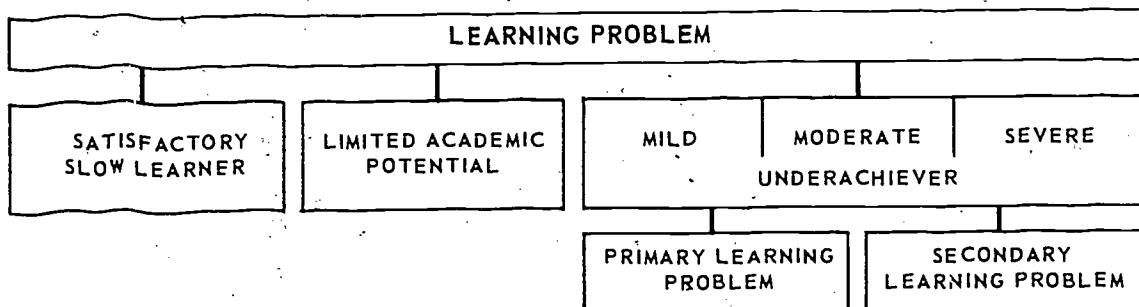 LEARNING PROBLEM
SATISFACTORY
SLOW LEARNER
LIMITED ACADEMIC
POTENTIAL
MILD
MODERATE
SEVERE
UNDERACHIEVER
PRIMARY LEARNING
PROBLEM
SECONDARY
LEARNING PROBLEM